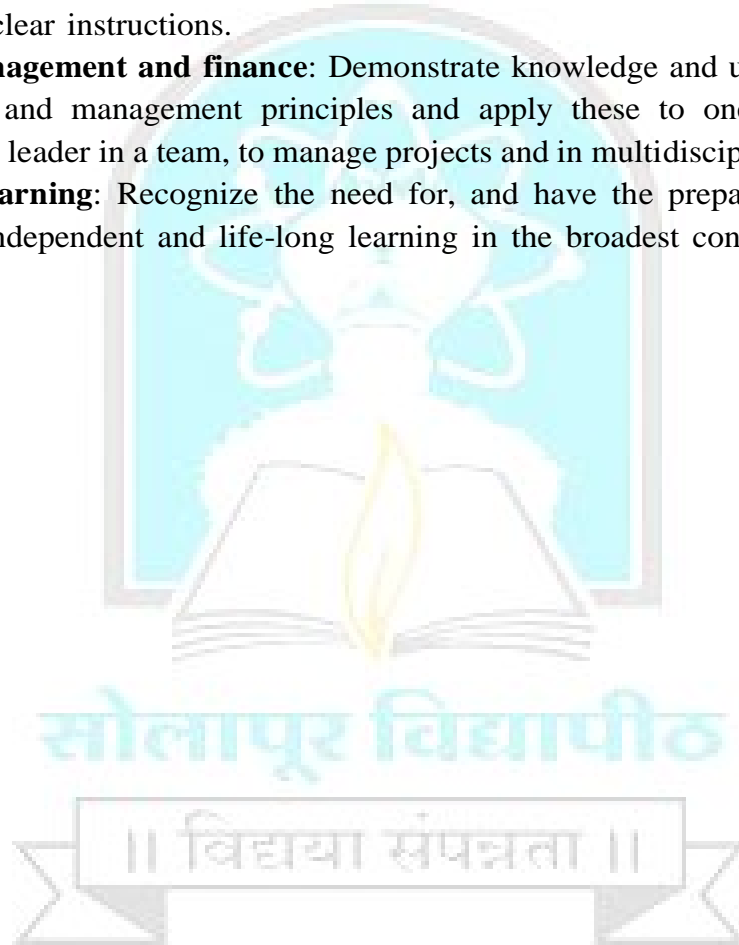 clear instructions.
nagement and finance: Demonstrate knowledge and u
and management principles and apply these to one
leader in a team, to manage projects and in multidiscip
arning: Recognize the need for, and have the prepa
ndependent and life-long learning in the broadest con
सोलापूर विद्यापीठ
|| विद्यया संपन्नता ||